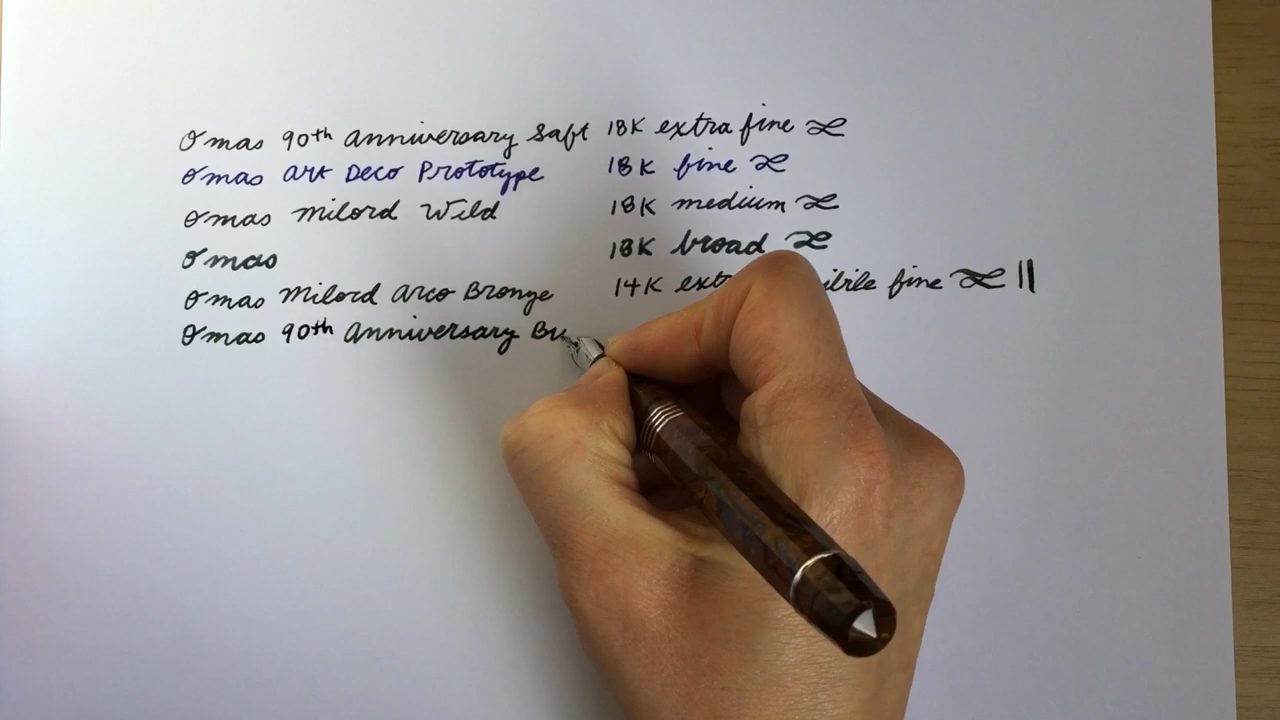 Omas 90th Anniversary Saft 18K extra fine
Omas Art Deco Prototype 18K fine
Omas Milord Wild 18K medium
Omas 18K broad
Omas Milord Arco Bronze 14K fine
Omas 90th Anniversary